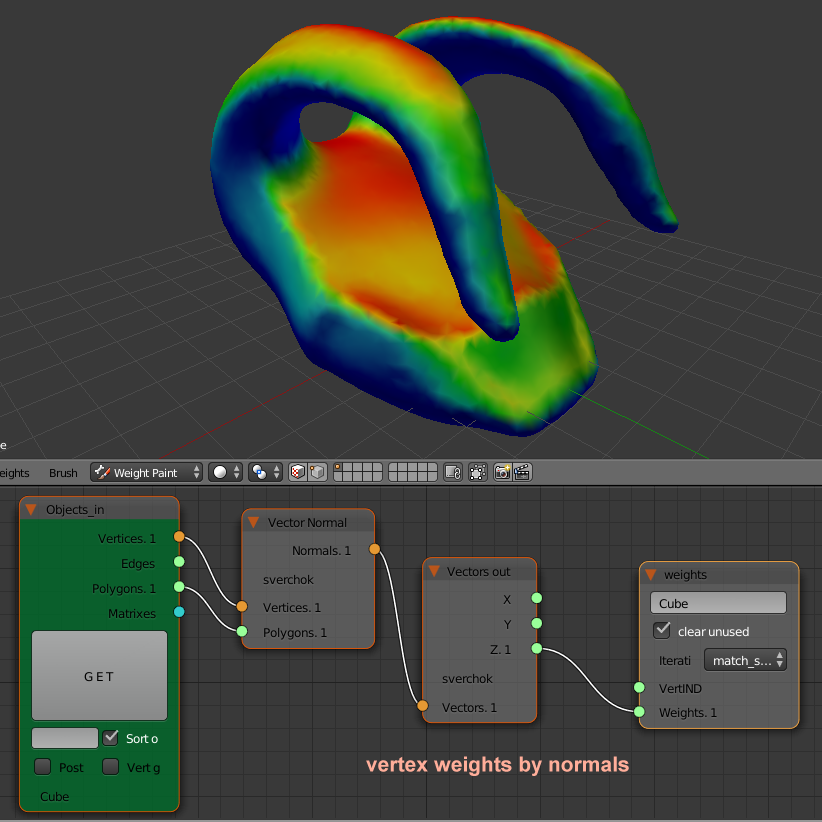 e
eights Brush Weight Paint
Objects_in
Vertices. 1
Edges
Polygons. 1
Matrixes
GET
Sort o
Post Vert g
Cube
Vector Normal
Normals. 1
sverchok
Vertices. 1
Polygons. 1
Vectors out
X
Y
Z. 1
sverchok
Vectors. 1
weights
Cube
clear unused
Iterati match_s...
VertIND
Weights. 1
vertex weights by normals